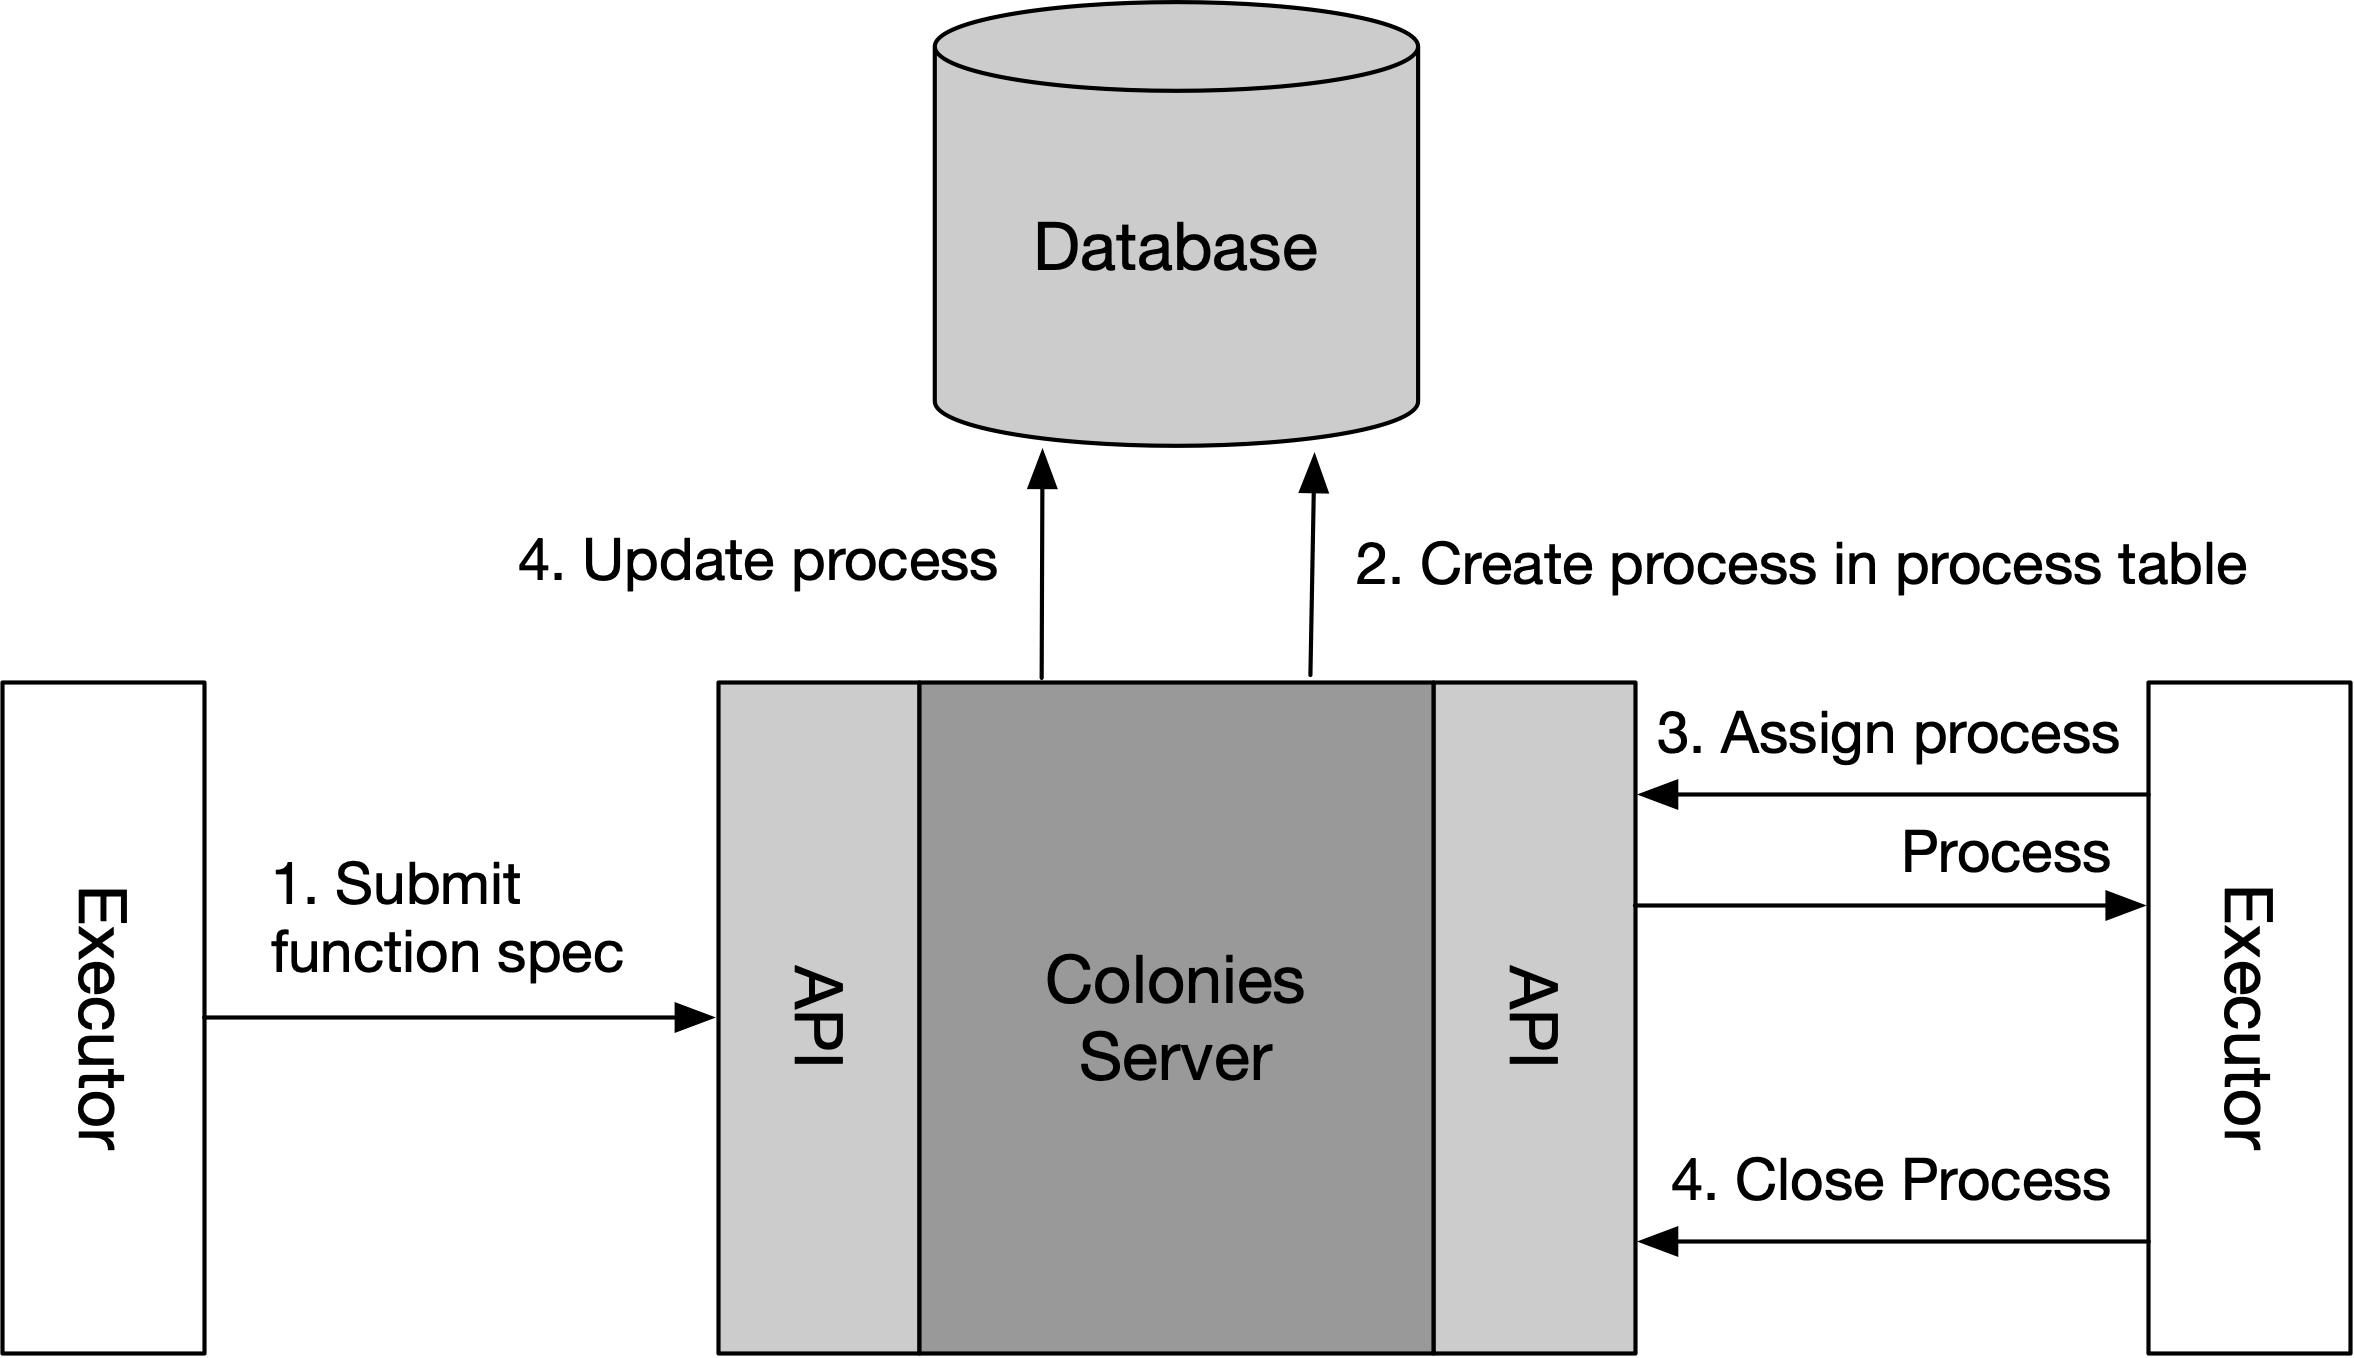 Database
4. Update process
2. Create process in process table
Executor
1. Submit
function spec
API
Colonies
Server
API
3. Assign process
Process
4. Close Process
Executor